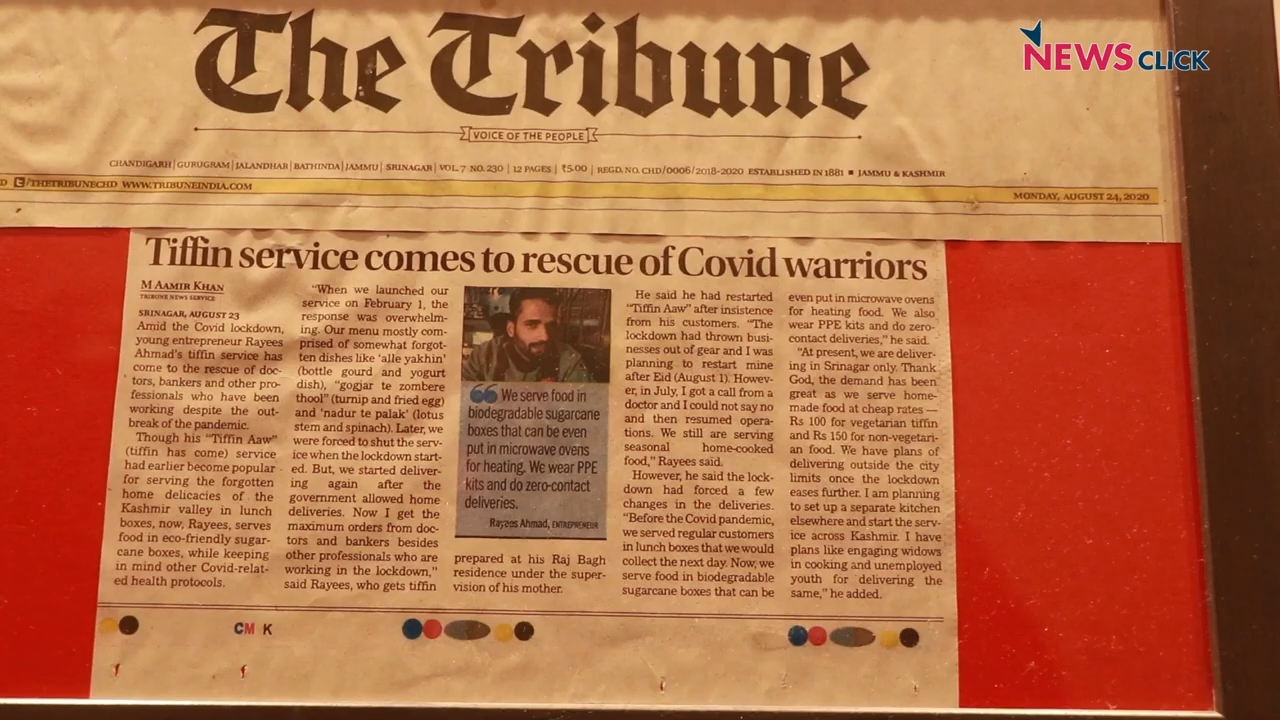 The Tribune
NEWS CLICK
VOICE OF THE PEOPLE
CHANDIGARH | GURUGRAM | JALANDHAR | BATHINDA | JAMMU | SRINAGAR | VOL. 7 NO. 230 | 12 PAGES | ₹5.00 | REGD. NO. CHD/0006/2018-2020 ESTABLISHED IN 1881 ■ JAMMU & KASHMIR
/THETRIBUNECHD WWW.TRIBUNEINDIA.COM
MONDAY, AUGUST 24, 2020
Tiffin service comes to rescue of Covid warriors
M AAMIR KHAN
TRIBUNE NEWS SERVICE
SRINAGAR, AUGUST 23
Amid the Covid lockdown,
young entrepreneur Rayees
Ahmad's tiffin service has
come to the rescue of doc-
tors, bankers and other pro-
fessionals who have been
working despite the out-
break of the pandemic.
Though his "Tiffin Aaw"
(tiffin has come) service
had earlier become popular
for serving the forgotten
home delicacies of the
Kashmir valley in lunch
boxes, now, Rayees, serves
food in eco-friendly sugar-
cane boxes, while keeping
in mind other Covid-relat-
ed health protocols.
"When we launched our
service on February 1, the
response was overwhelm-
ing. Our menu mostly com-
prised of somewhat forgot-
ten dishes like 'alle yakhin'
(bottle gourd and yogurt
dish), "gogjar te zombere
thool" (turnip and fried egg)
and 'nadur te palak' (lotus
stem and spinach). Later, we
were forced to shut the serv-
ice when the lockdown start-
ed. But, we started deliver-
ing again after the
government allowed home
deliveries. Now I get the
maximum orders from doc-
tors and bankers besides
other professionals who are
working in the lockdown,"
said Rayees, who gets tiffin
We serve food in
biodegradable sugarcane
boxes that can be even
put in microwave ovens
for heating. We wear PPE
kits and do zero-contact
deliveries.
Rayees Ahmad, ENTREPRENEUR
prepared at his Raj Bagh
residence under the super-
vision of his mother.
He said he had restarted
"Tiffin Aaw" after insistence
from his customers. "The
lockdown had thrown busi-
nesses out of gear and I was
planning to restart mine
after Eid (August 1). Howev-
er, in July, I got a call from a
doctor and I could not say no
and then resumed opera-
tions. We still are serving
seasonal home-cooked
food," Rayees said.
However, he said the lock-
down had forced a few
changes in the deliveries.
"Before the Covid pandemic,
we served regular customers
in lunch boxes that we would
collect the next day. Now, we
serve food in biodegradable
sugarcane boxes that can be
even put in microwave ovens
for heating food. We also
wear PPE kits and do zero-
contact deliveries," he said.
"At present, we are deliver-
ing in Srinagar only. Thank
God, the demand has been
great as we serve home-
made food at cheap rates —
Rs 100 for vegetarian tiffin
and Rs 150 for non-vegetari-
an food. We have plans of
delivering outside the city
limits once the lockdown
eases further. I am planning
to set up a separate kitchen
elsewhere and start the serv-
ice across Kashmir. I have
plans like engaging widows
in cooking and unemployed
youth for delivering the
same," he added.
CM K